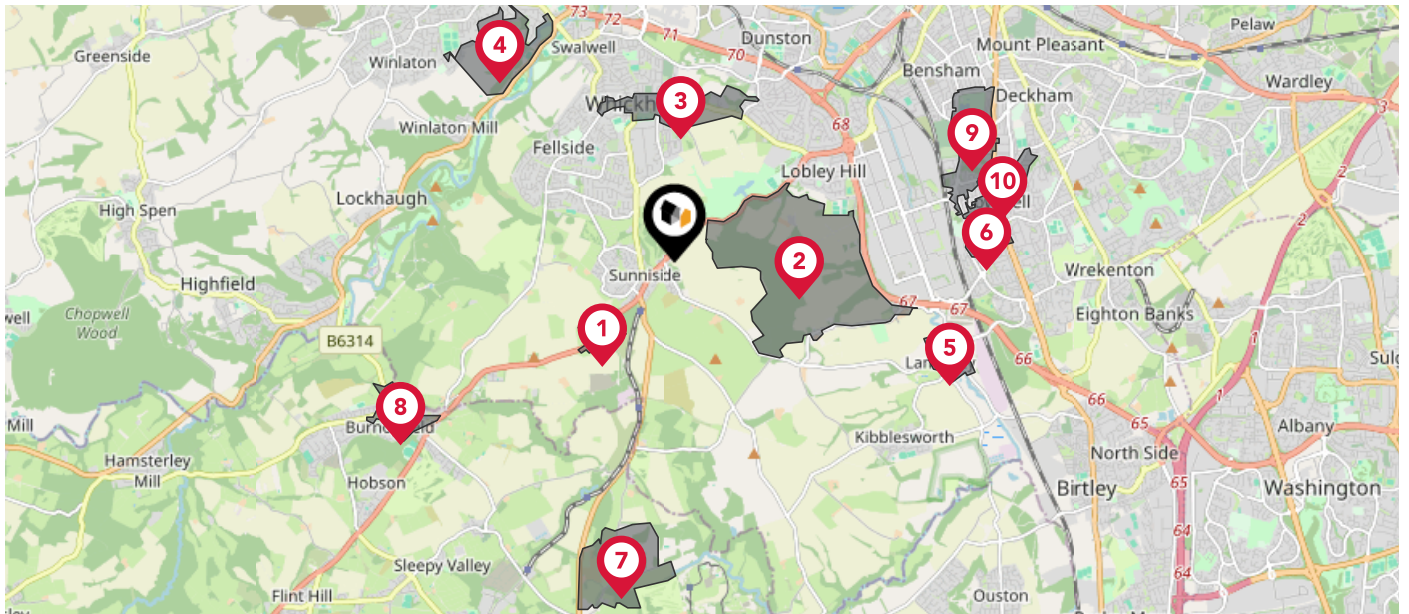 73
72
71
70
Pelaw
Dunston
Swalwell
Mount Pleasant
Greenside
4
Winlaton
Bensham
Wardley
Deckham
3
3
68
Winlaton Mill
9
Fellside
Lobley Hill
2
High Spen
Lockhaugh
10
2
6
2
Sunniside
Wrekenton
Highfield
Chopwell
Wood
67
67
Eighton Banks
1
1
B6314
5
66
8
66
1
65
Albany
Kibblesworth
Mill
Hamsterley
Mill
North Side
Hobson
Birtley
65
Washington
64
7
Sleepy Valley
64
Flint Hill
Ouston